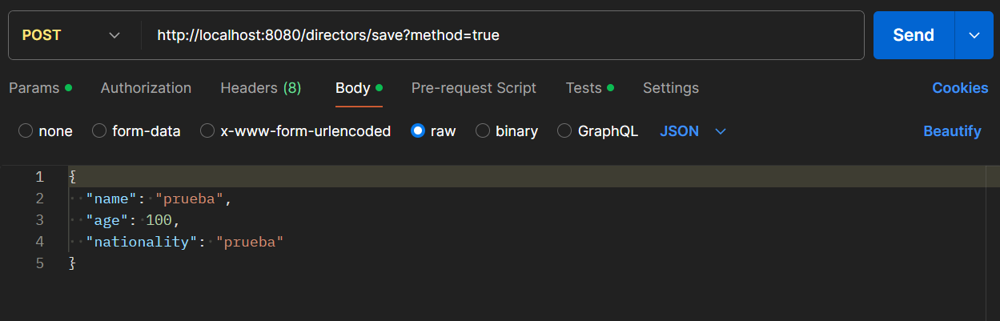 POST http://localhost:8080/directors/save?method=true Send
Params Authorization Headers (8) Body Pre-request Script Tests Settings Cookies
none form-data x-www-form-urlencoded raw binary GraphQL JSON Beautify
1 {
2 "name": "prueba",
3 "age": 100,
4 "nationality": "prueba"
5 }